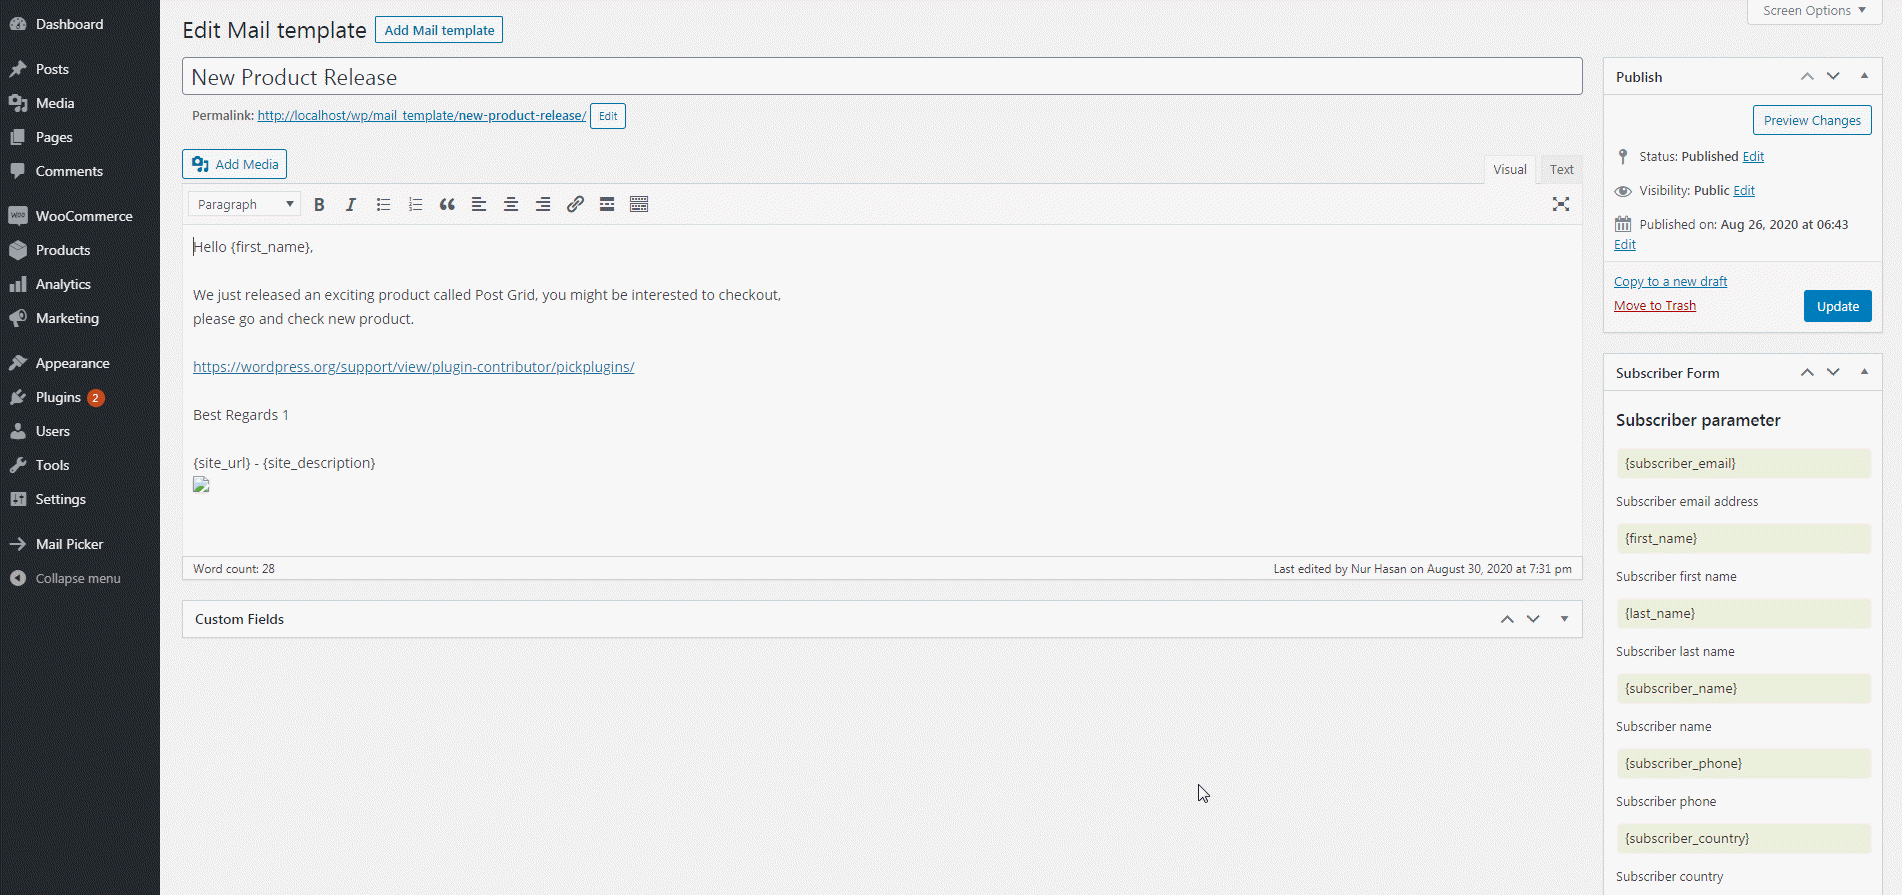 Dashboard
Posts
Media
Pages
Comments
Woo WooCommerce
Products
Analytics
Marketing
Appearance
Plugins 2
Users
Tools
Settings
Mail Picker
Collapse menu
Screen Options
Edit Mail template Add Mail template
New Product Release
Permalink: http://localhost/wp/mail_template/new-product-release/ Edit
Add Media
Visual Text
Paragraph B I
Hello {first_name},
We just released an exciting product called Post Grid, you might be interested to checkout,
please go and check new product.
https://wordpress.org/support/view/plugin-contributor/pickplugins/
Best Regards 1
{site_url} - {site_description}
Word count: 28 Last edited by Nur Hasan on August 30, 2020 at 7:31 pm
Custom Fields
Publish
Preview Changes
Status: Published Edit
Visibility: Public Edit
Published on: Aug 26, 2020 at 06:43
Edit
Copy to a new draft
Move to Trash
Update
Subscriber Form
Subscriber parameter
{subscriber_email}
Subscriber email address
{first_name}
Subscriber first name
{last_name}
Subscriber last name
{subscriber_name}
Subscriber name
{subscriber_phone}
Subscriber phone
{subscriber_country}
Subscriber country